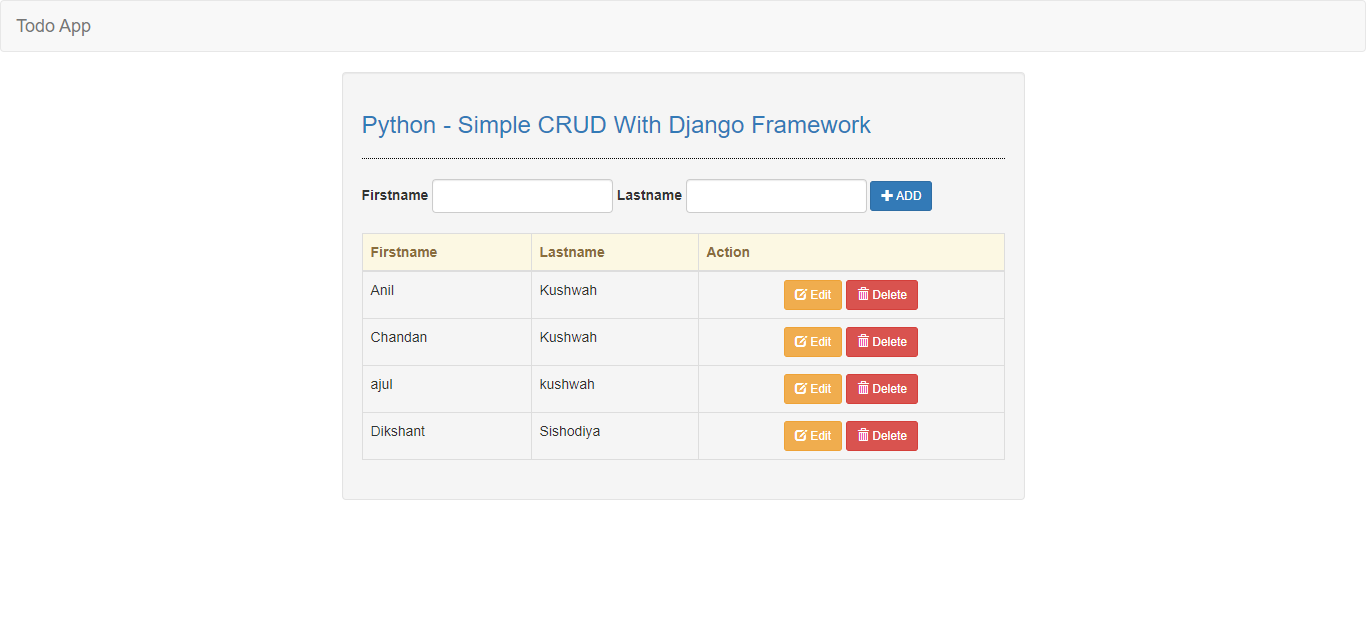 Todo App
Python - Simple CRUD With Django Framework
Firstname Lastname ADD
Firstname Lastname Action
Anil Kushwah Edit Delete
Chandan Kushwah Edit Delete
ajul kushwah Edit Delete
Dikshant Sishodiya Edit Delete